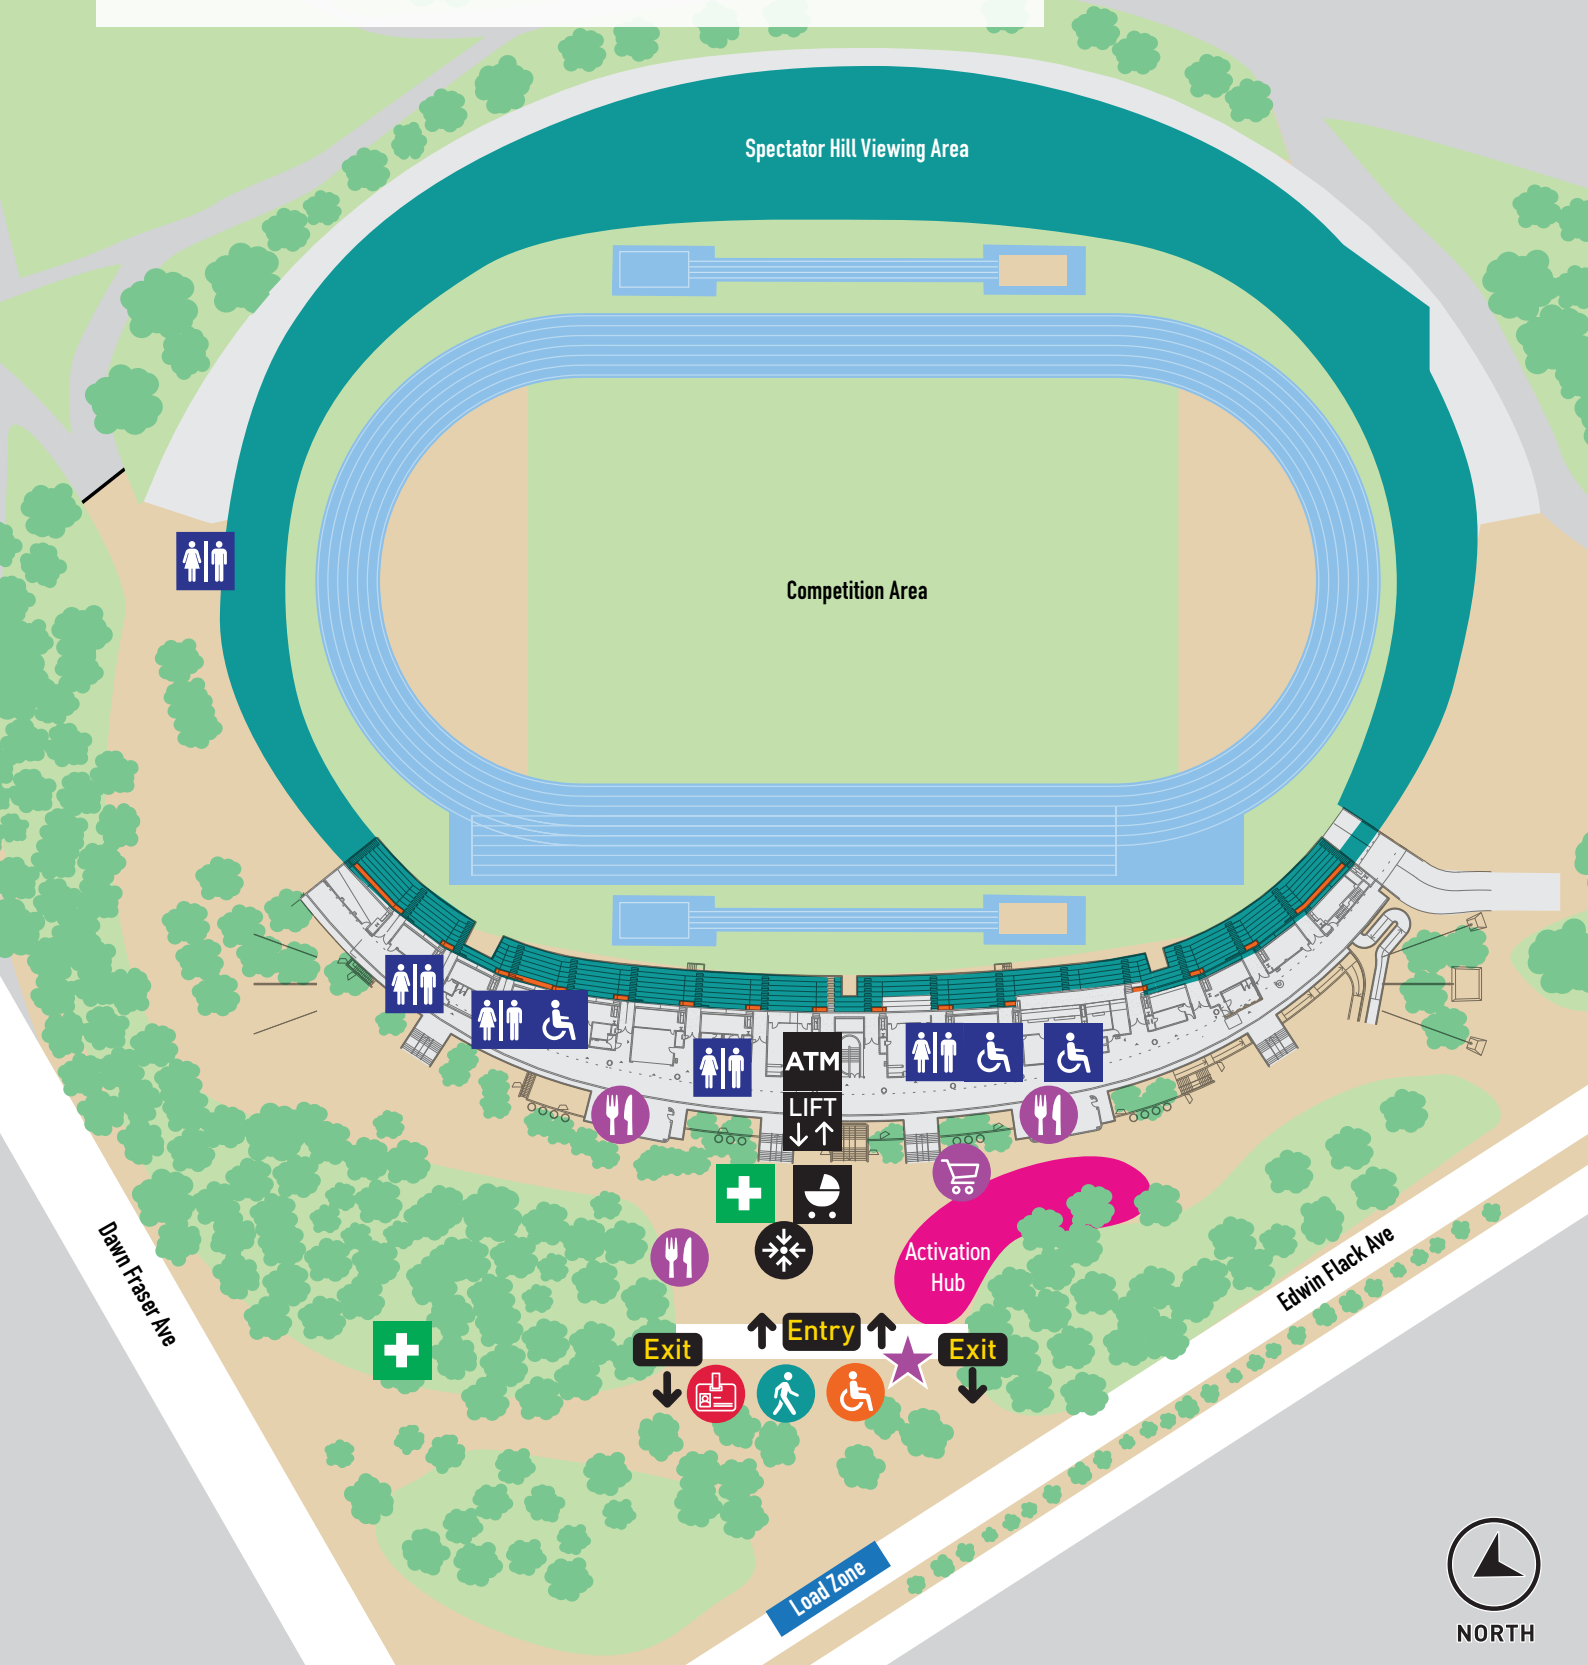 Spectator Hill Viewing Area
Competition Area
ATM
LIFT
Activation
Hub
Entry
Exit
Exit
Dawn Fraser Ave
Edwin Flack Ave
Load Zone
NORTH